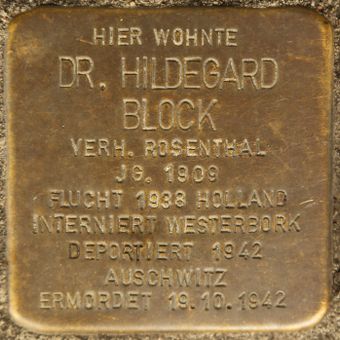 HIER WOHNTE
DR. HILDEGARD
BLOCK
VERH. ROSENTHAL
JG. 1909
FLUCHT 1938 HOLLAND
INTERNIERT WESTERBORK
DEPORTIERT 1942
AUSCHWITZ
ERMORDET 19.10.1942